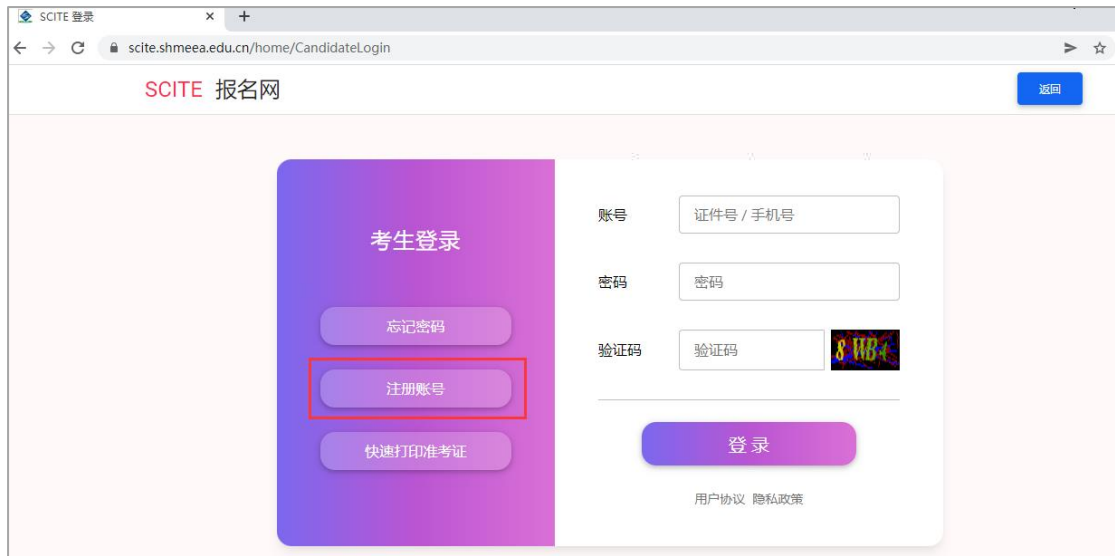 SCITE 登录
scite.shmeea.edu.cn/home/CandidateLogin
SCITE 报名网
返回
考生登录
忘记密码
注册账号
快速打印准考证
账号 证件号 / 手机号
密码 密码
验证码 验证码
登录
用户协议 隐私政策